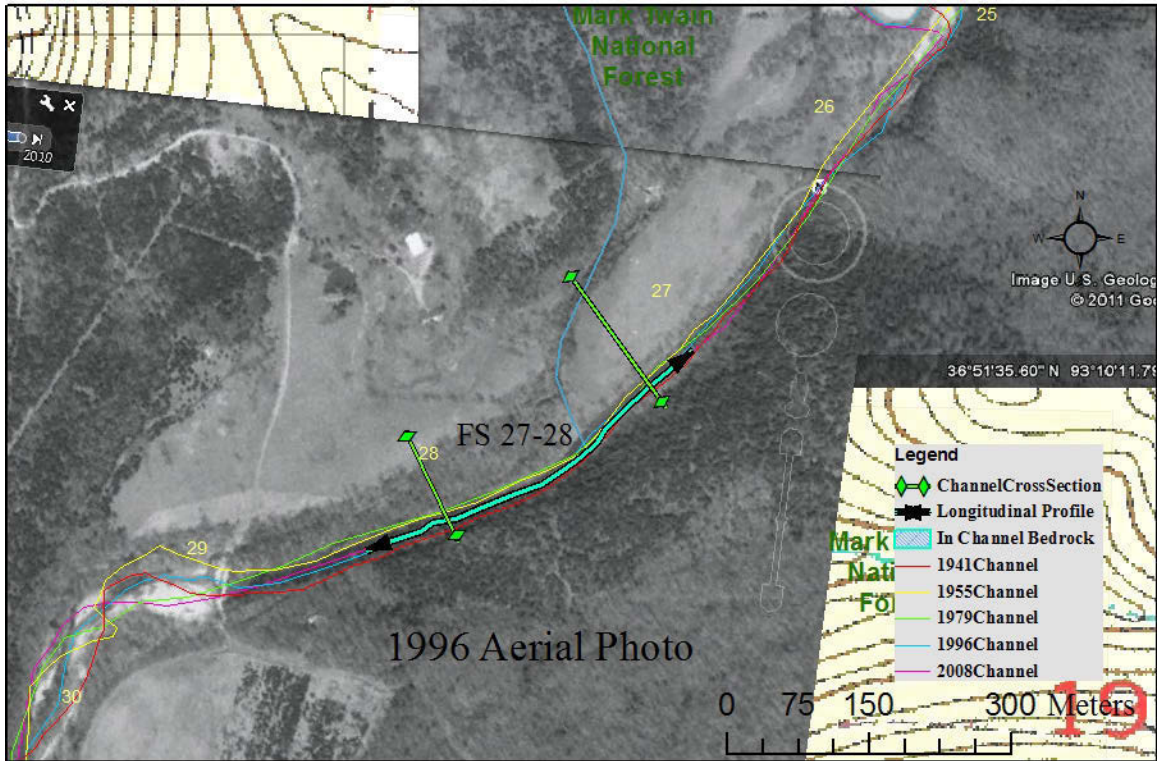 Mark Twain
National
Forest
25
26
2010
27
N
W
E
S
Image U.S. Geolog
© 2011 Goo
36°51'35.60" N 93°10'11.79
FS 27-28
28
Legend
ChannelCrossSection
Longitudinal Profile
In Channel Bedrock
1941Channel
1955Channel
1979Channel
1996Channel
2008Channel
Mark
Nati
Fo
29
1996 Aerial Photo
30
0 75 150 300 Meters
19